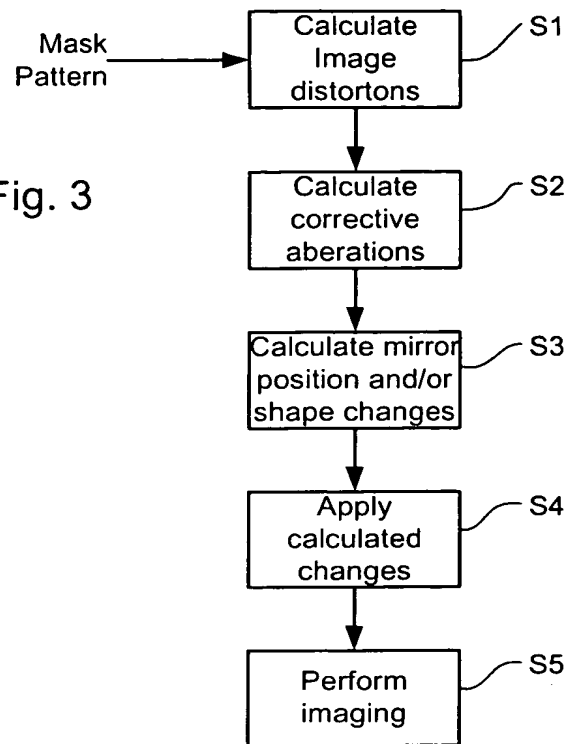 Mask
Pattern
Calculate
Image
distortons
S1
Fig. 3
Calculate
corrective
aberations
S2
Calculate mirror
position and/or
shape changes
S3
Apply
calculated
changes
S4
Perform
imaging
S5